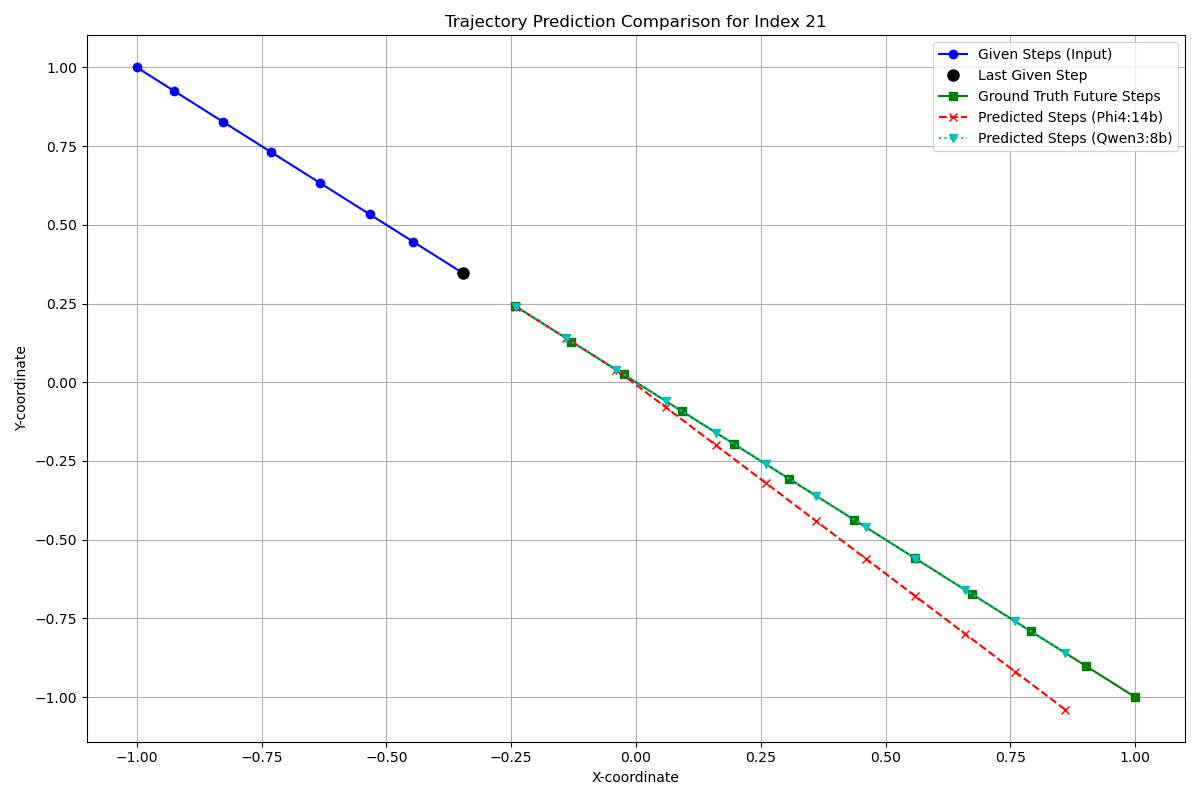 Trajectory Prediction Comparison for Index 21
Given Steps (Input)
Last Given Step
Ground Truth Future Steps
Predicted Steps (Phi4:14b)
Predicted Steps (Qwen3:8b)
Y-coordinate
1.00
0.75
0.50
0.25
0.00
−0.25
−0.50
−0.75
−1.00
−1.00 −0.75 −0.50 −0.25 0.00 0.25 0.50 0.75 1.00
X-coordinate